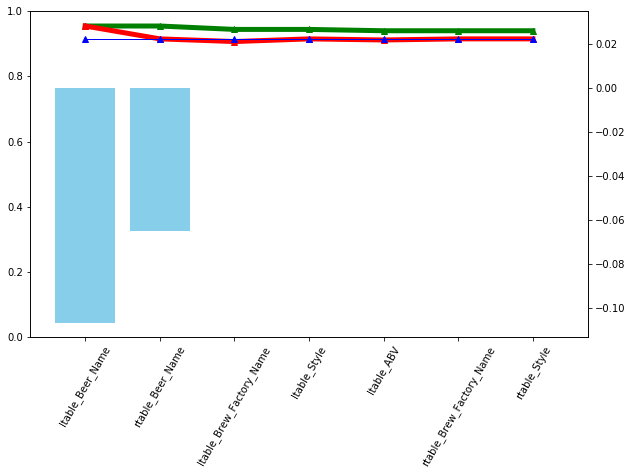 1.0
0.8
0.6
0.4
0.2
0.0
0.02
0.00
−0.02
−0.04
−0.06
−0.08
−0.10
ltable_Beer_Name
rtable_Beer_Name
ltable_Brew_Factory_Name
ltable_Style
ltable_ABV
rtable_Brew_Factory_Name
rtable_Style